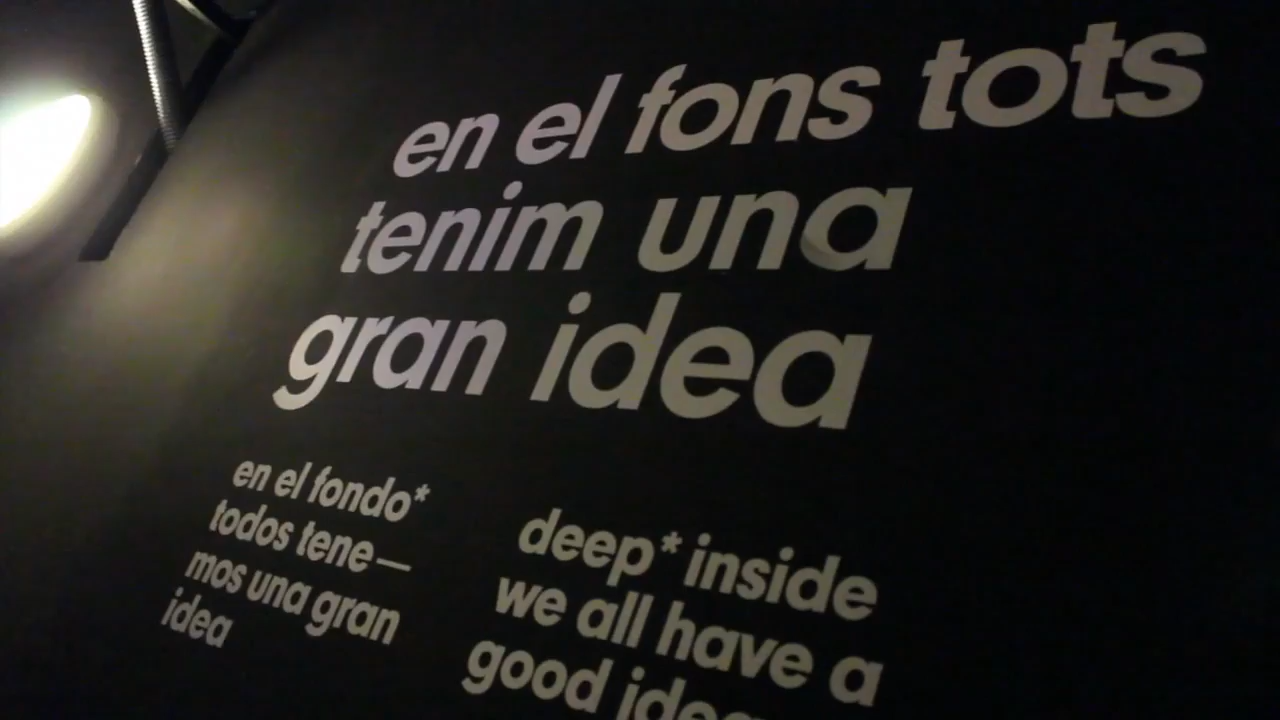 en el fons tots
tenim una
gran idea
en el fondo*
todos tene—
mos una gran
idea
deep* inside
we all have a
good idea